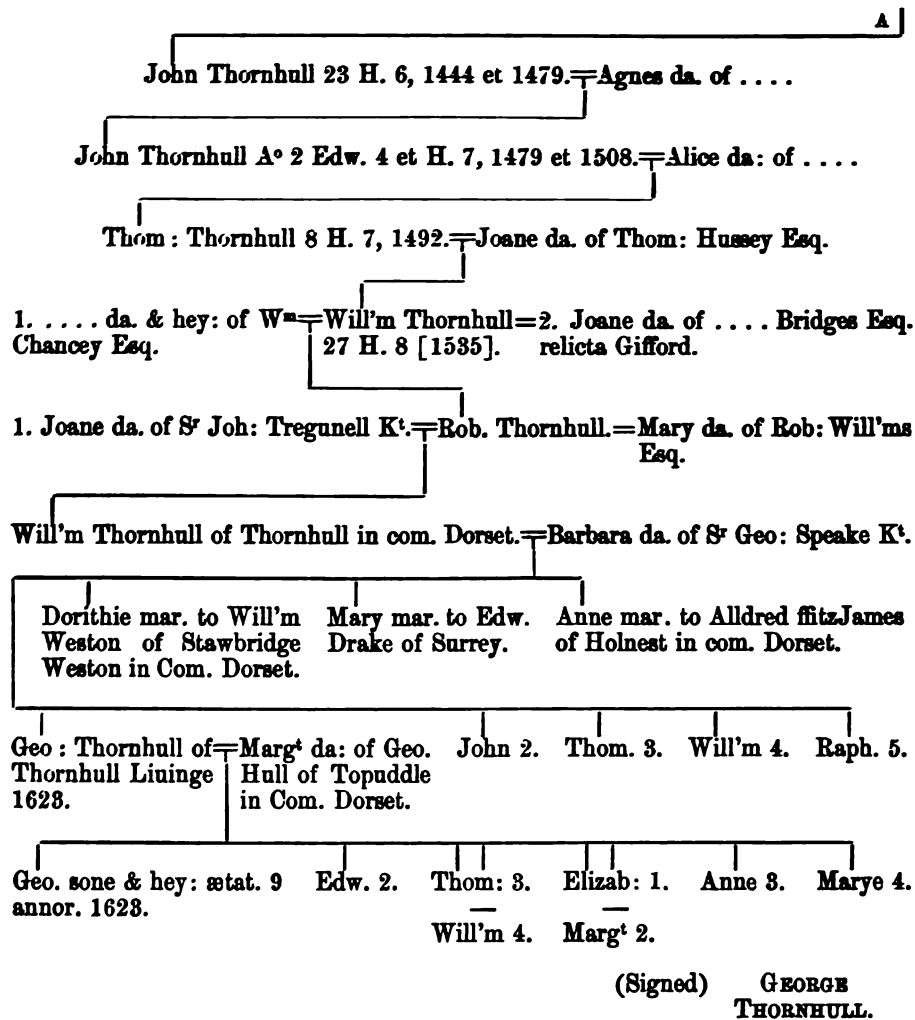 A
John Thornhull 23 H. 6, 1444 et 1479.=Agnes da. of . . . .
John Thornhull Aº 2 Edw. 4 et H. 7, 1479 et 1508.=Alice da: of . . . .
Thom: Thornhull 8 H. 7, 1492.=Joane da. of Thom: Hussey Esq.
1. . . . . da. & hey: of Wᵐ=Will'm Thornhull=2. Joane da. of . . . . Bridges Esq.
Chancey Esq. 27 H. 8 [1535]. relicta Gifford.
1. Joane da. of Sʳ Joh: Tregunell Kᵗ.=Rob. Thornhull.=Mary da. of Rob: Will'ms
Esq.
Will'm Thornhull of Thornhull in com. Dorset.=Barbara da. of Sʳ Geo: Speake Kᵗ.
Dorithie mar. to Will'm Mary mar. to Edw. Anne mar. to Alldred ffitzJames
Weston of Stawbridge Drake of Surrey. of Holnest in com. Dorset.
Weston in Com. Dorset.
Geo: Thornhull of=Margᵗ da: of Geo. John 2. Thom. 3. Will'm 4. Raph. 5.
Thornhull Liuinge Hull of Topuddle
1623. in Com. Dorset.
Geo. sone & hey: ætat. 9 Edw. 2. Thom: 3. Elizab: 1. Anne 3. Marye 4.
annor. 1623.
Will'm 4. Margᵗ 2.
(Signed) GEORGE
THORNHULL.